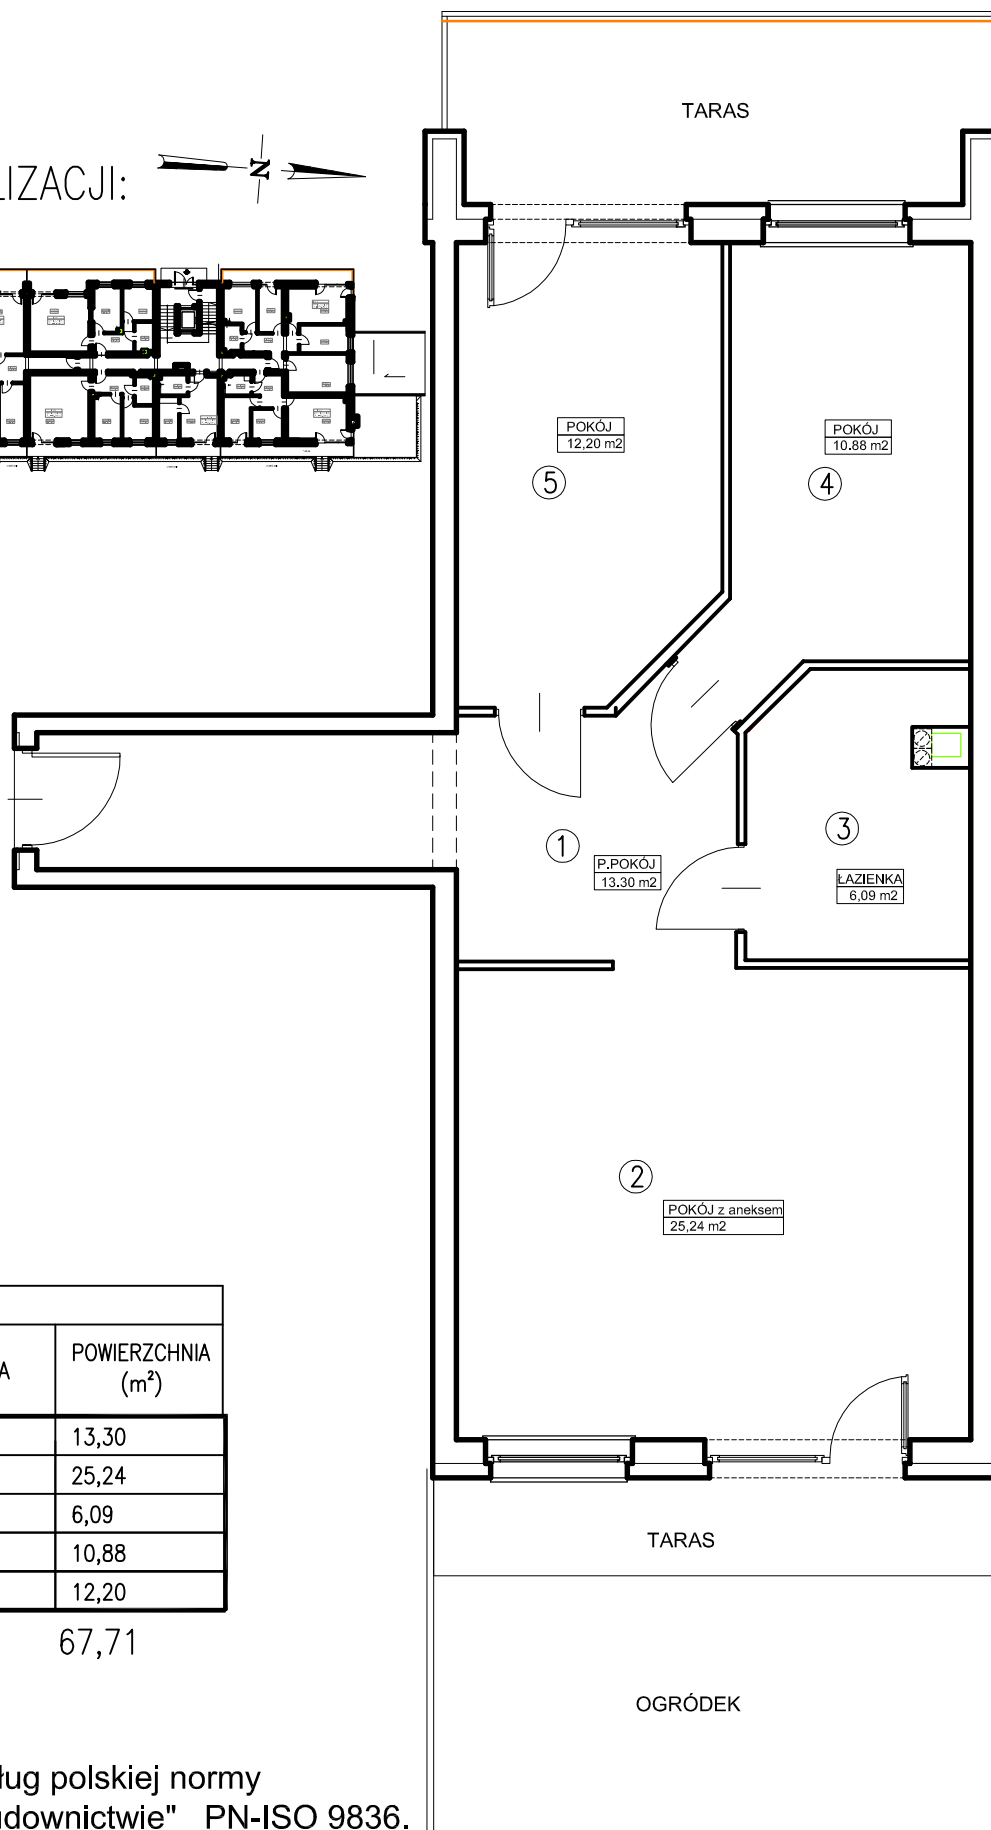 TARAS
LIZACJI:
N
POKÓJ
12,20 m2
5
POKÓJ
10.88 m2
4
1
P.POKÓJ
13.30 m2
3
ŁAZIENKA
6,09 m2
2
POKÓJ z aneksem
25,24 m2
A
POWIERZCHNIA
(m²)
13,30
25,24
6,09
10,88
12,20
67,71
TARAS
OGRÓDEK
ług polskiej normy
udownictwie" PN-ISO 9836.